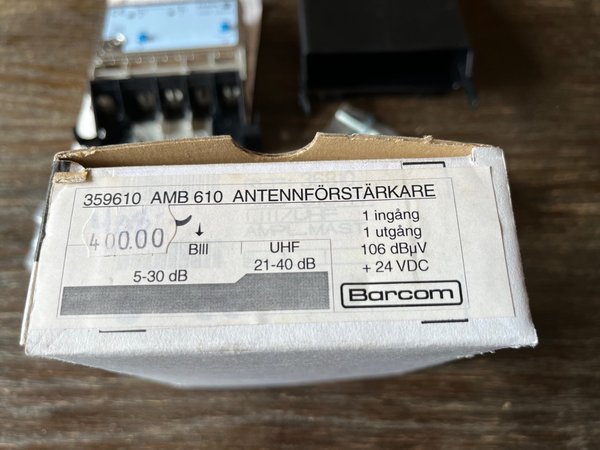 359610 AMB 610 ANTENNFÖRSTÄRKARE
400.00
↓
BIII
UHF
5-30 dB
21-40 dB
1 ingång
1 utgång
106 dBµV
+ 24 VDC
Barcom